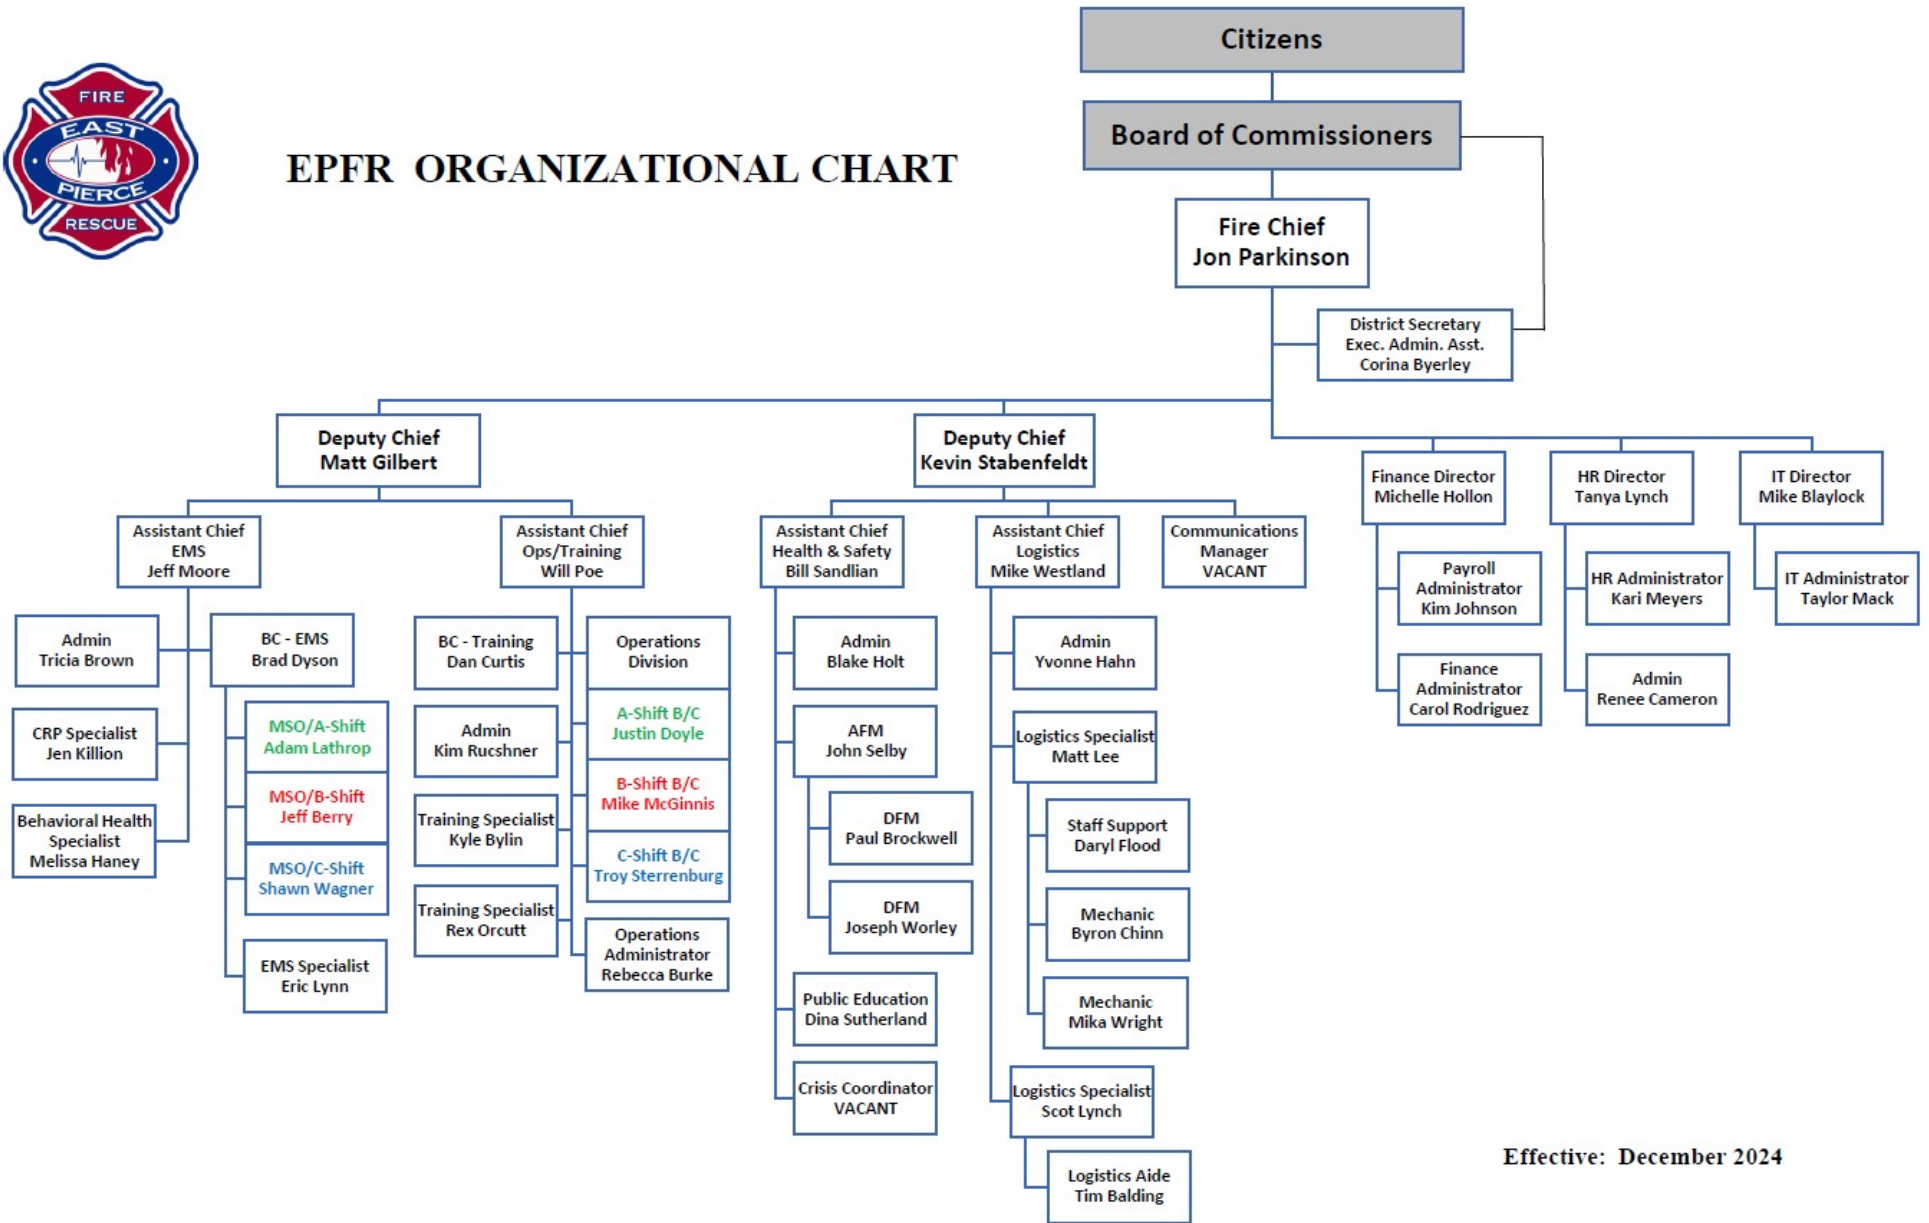 FIRE
EAST
PIERCE
RESCUE
EPFR ORGANIZATIONAL CHART
Citizens
Board of Commissioners
Fire Chief
Jon Parkinson
District Secretary
Exec. Admin. Asst.
Corina Byerley
Deputy Chief
Matt Gilbert
Assistant Chief
EMS
Jeff Moore
Admin
Tricia Brown
CRP Specialist
Jen Killion
Behavioral Health
Specialist
Melissa Haney
BC - EMS
Brad Dyson
MSO/A-Shift
Adam Lathrop
MSO/B-Shift
Jeff Berry
MSO/C-Shift
Shawn Wagner
EMS Specialist
Eric Lynn
Assistant Chief
Ops/Training
Will Poe
BC - Training
Dan Curtis
Admin
Kim Rucshner
Training Specialist
Kyle Bylin
Training Specialist
Rex Orcutt
Operations
Division
A-Shift B/C
Justin Doyle
B-Shift B/C
Mike McGinnis
C-Shift B/C
Troy Sterrenburg
Operations
Administrator
Rebecca Burke
Deputy Chief
Kevin Stabenfeldt
Assistant Chief
Health & Safety
Bill Sandlian
Admin
Blake Holt
AFM
John Selby
DFM
Paul Brockwell
DFM
Joseph Worley
Public Education
Dina Sutherland
Crisis Coordinator
VACANT
Assistant Chief
Logistics
Mike Westland
Admin
Yvonne Hahn
Logistics Specialist
Matt Lee
Staff Support
Daryl Flood
Mechanic
Byron Chinn
Mechanic
Mika Wright
Logistics Specialist
Scot Lynch
Logistics Aide
Tim Balding
Communications
Manager
VACANT
Finance Director
Michelle Hollon
Payroll
Administrator
Kim Johnson
Finance
Administrator
Carol Rodriguez
HR Director
Tanya Lynch
HR Administrator
Kari Meyers
Admin
Renee Cameron
IT Director
Mike Blaylock
IT Administrator
Taylor Mack
Effective: December 2024